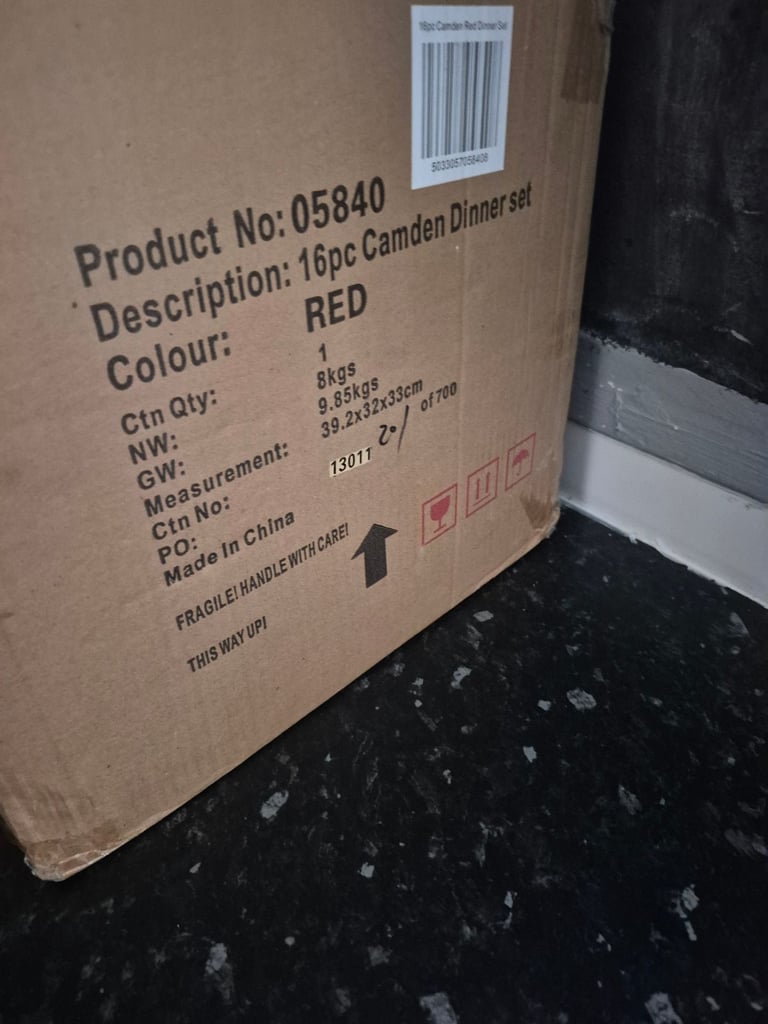 16pc Camden Red Dinner Set
5033057058408
Product No: 05840
Description: 16pc Camden Dinner set
Colour: RED
Ctn Qty: 1
NW: 8kgs
GW: 9.85kgs
Measurement: 39.2x32x33cm
Ctn No: 201 of 700
PO: 13011
Made In China
FRAGILE! HANDLE WITH CARE!
THIS WAY UP!